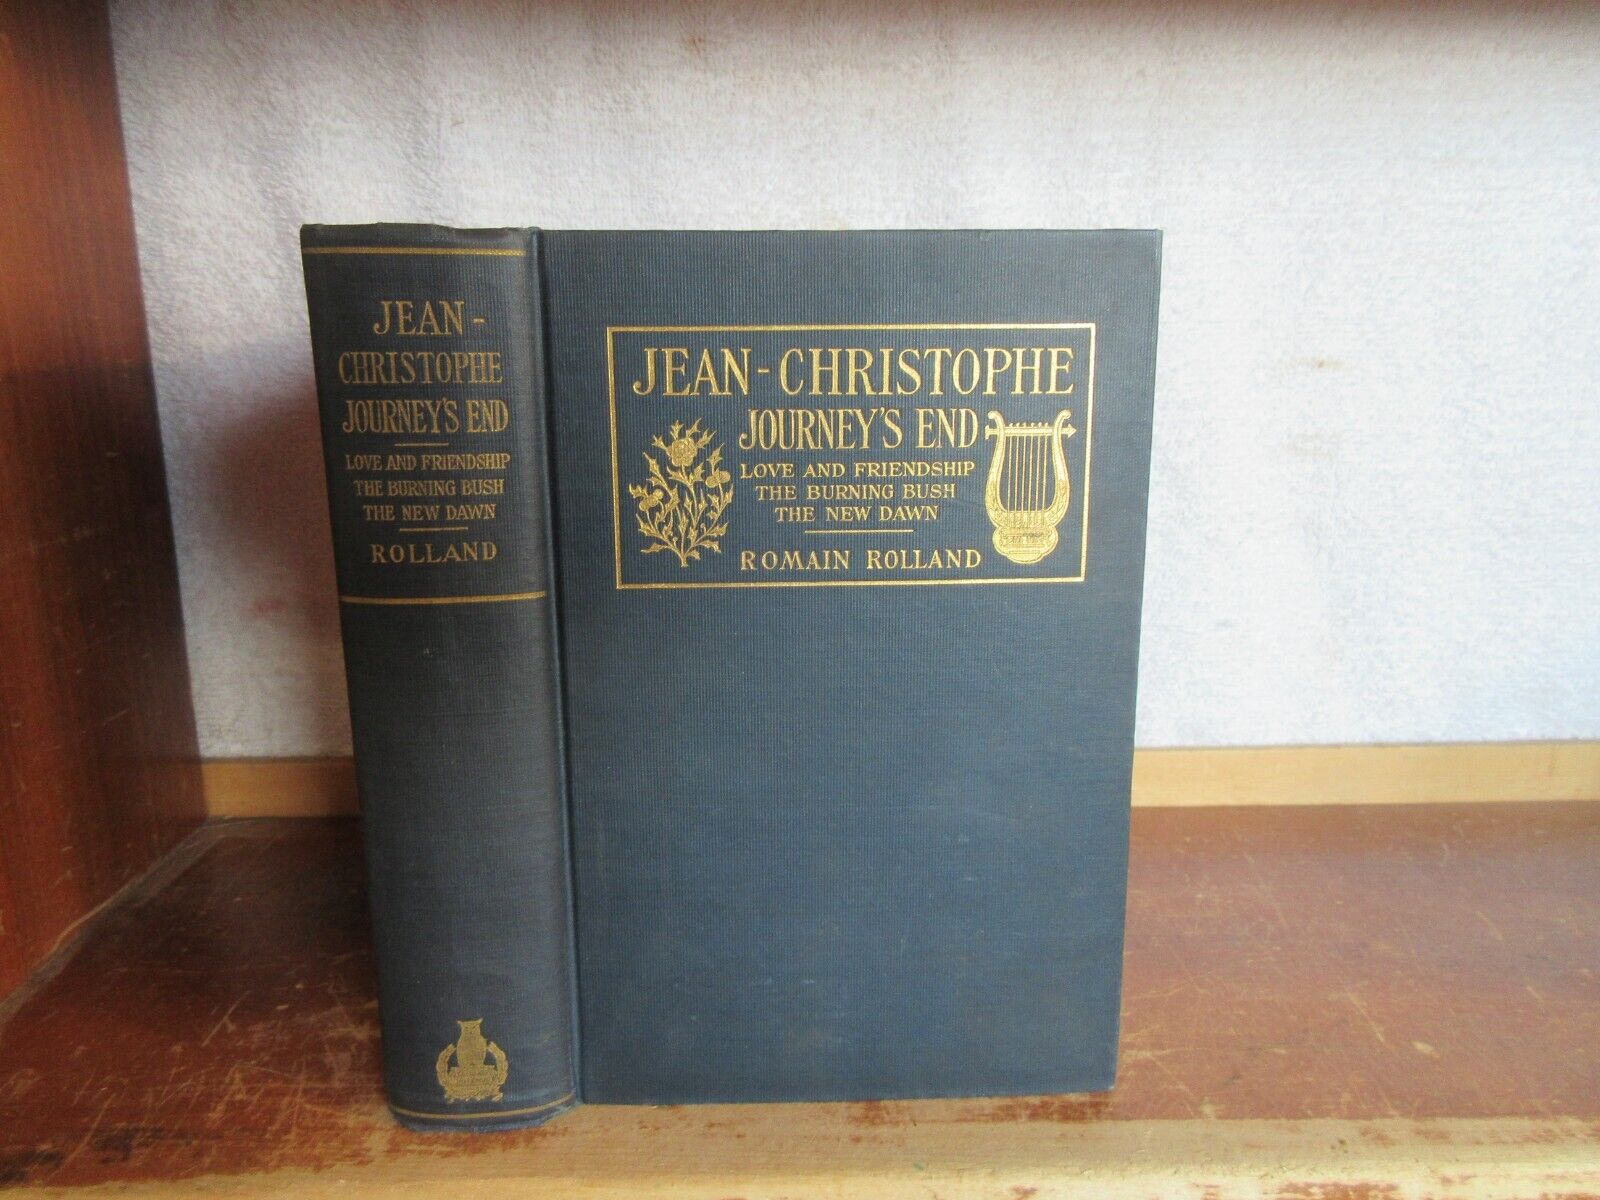 JEAN-
CHRISTOPHE
JOURNEY'S END
LOVE AND FRIENDSHIP
THE BURNING BUSH
THE NEW DAWN
ROLLAND
JEAN-CHRISTOPHE
JOURNEY'S END
LOVE AND FRIENDSHIP
THE BURNING BUSH
THE NEW DAWN
ROMAIN ROLLAND